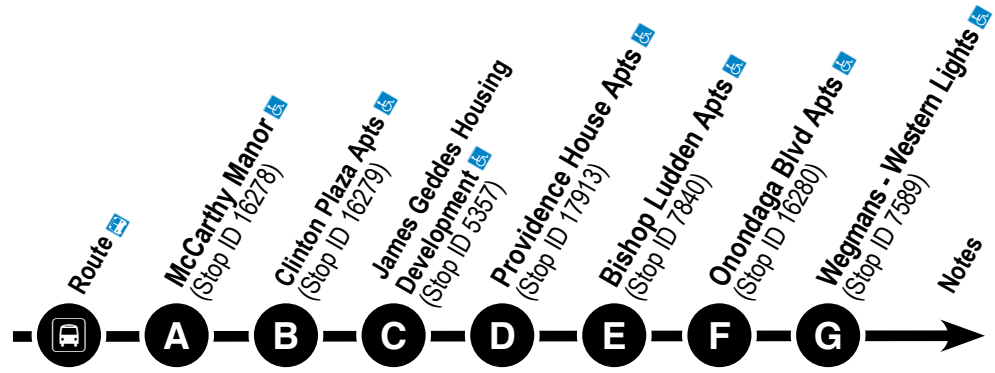 Route
McCarthy Manor
(Stop ID 16278)
Clinton Plaza Apts
(Stop ID 16279)
James Geddes Housing
Development
(Stop ID 5357)
Providence House Apts
(Stop ID 17913)
Bishop Ludden Apts
(Stop ID 7840)
Onondaga Blvd Apts
(Stop ID 16280)
Wegmans - Western Lights
(Stop ID 7589)
Notes
A
B
C
D
E
F
G